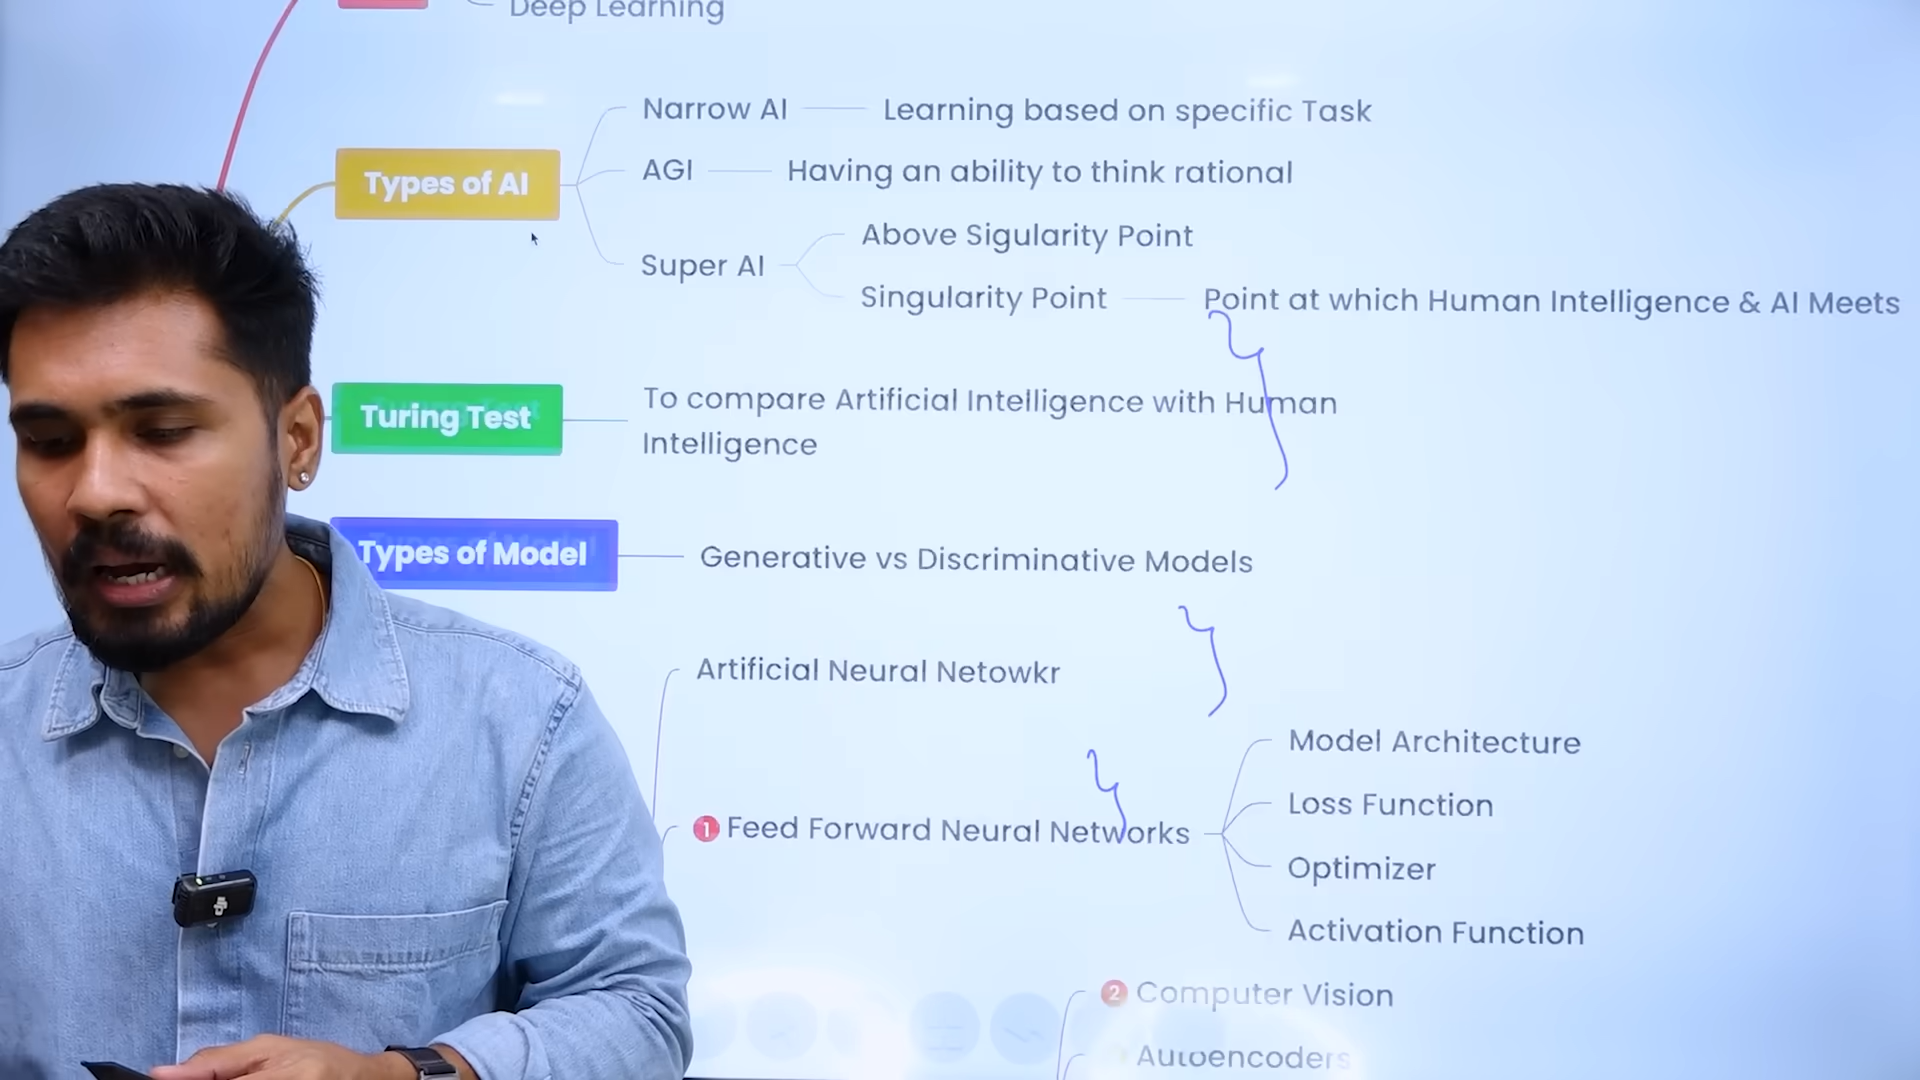 Deep Learning
Narrow AI
Learning based on specific Task
Types of AI
AGI
Having an ability to think rational
Super AI
Above Sigularity Point
Singularity Point
Point at which Human Intelligence & AI Meets
Turing Test
To compare Artificial Intelligence with Human
Intelligence
Types of Model
Generative vs Discriminative Models
Artificial Neural Netowkr
1 Feed Forward Neural Networks
Model Architecture
Loss Function
Optimizer
Activation Function
2 Computer Vision
Autoencoders